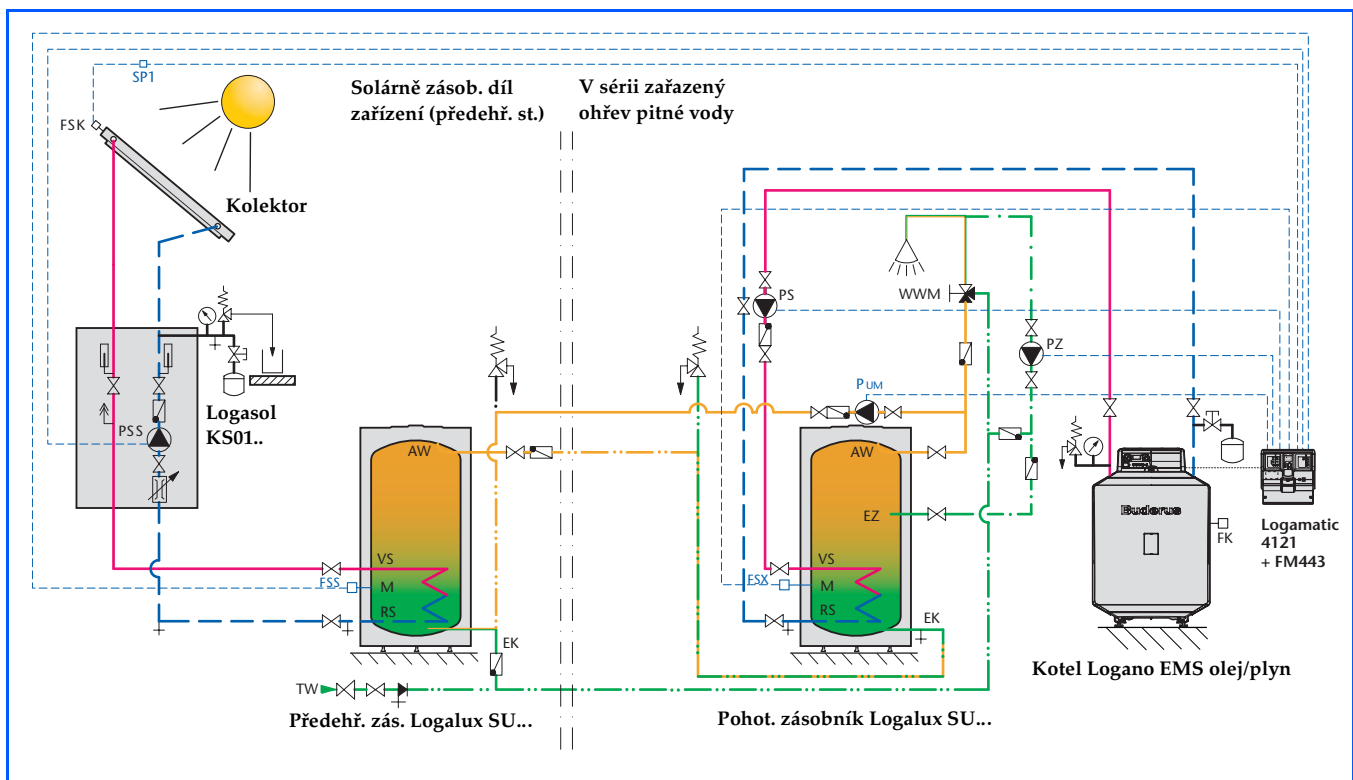 SP1
FSK
Solárně zásob. díl
zařízení (předehř. st.)
V sérii zařazený
ohřev pitné vody
Kolektor
Logasol
KS01..
PSS
PS
WWM
PZ
PUM
AW
AW
EZ
VS
FSS
M
RS
EK
VS
FSX
M
RS
EK
Buderus
FK
Logamatic
4121
+ FM443
TW
Kotel Logano EMS olej/plyn
Předehř. zás. Logalux SU...
Pohot. zásobník Logalux SU...